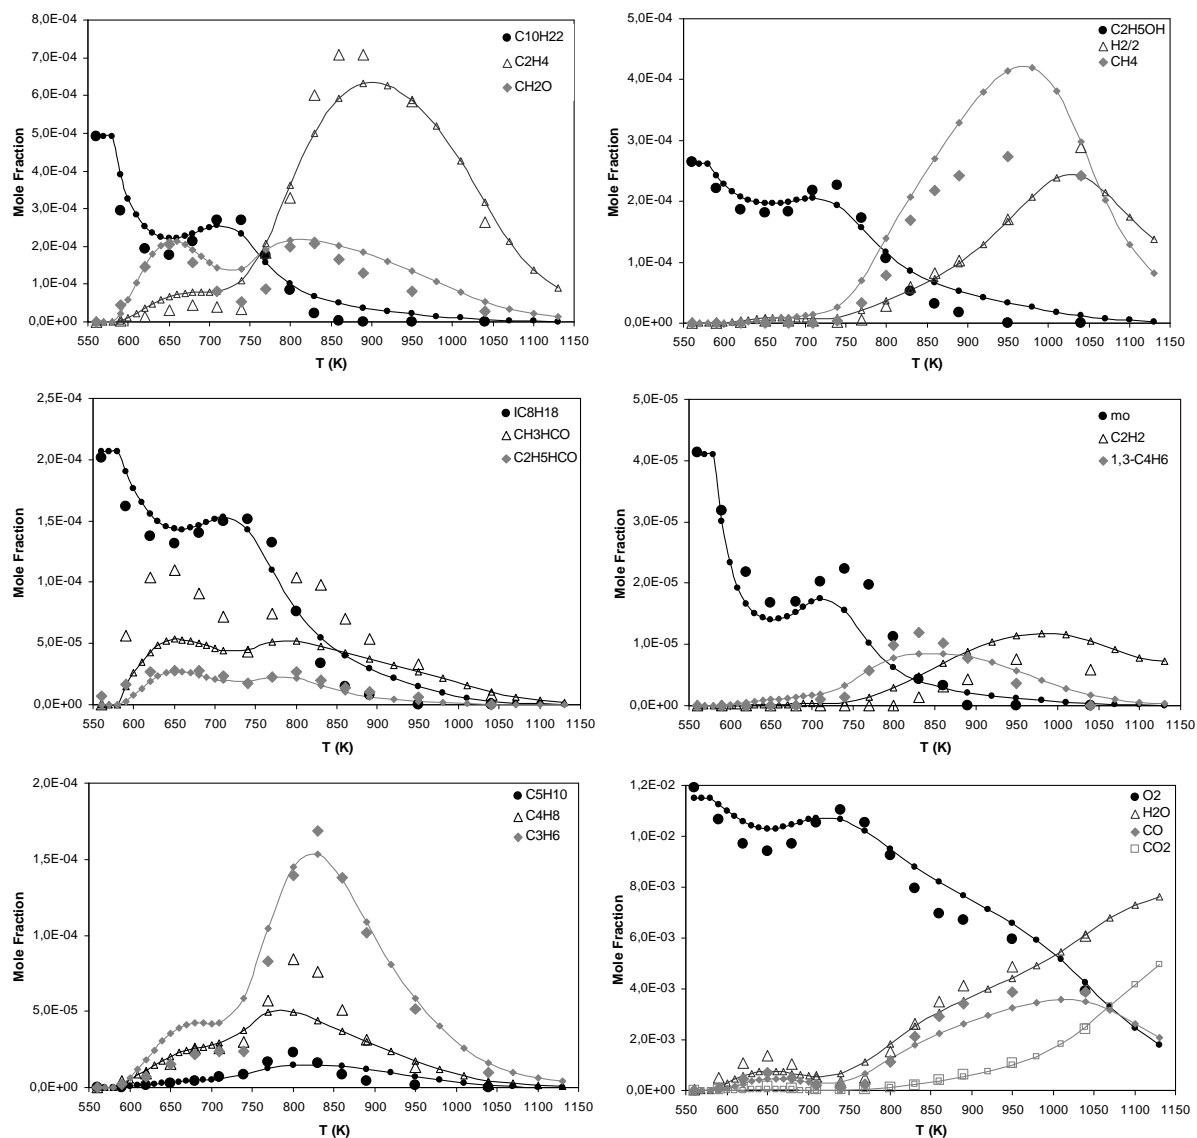 8,0E-04
7,0E-04
6,0E-04
5,0E-04
4,0E-04
3,0E-04
2,0E-04
1,0E-04
0,0E+00
Mole Fraction
C10H22
C2H4
CH2O
550 600 650 700 750 800 850 900 950 1000 1050 1100 1150
T (K)
5,0E-04
4,0E-04
3,0E-04
2,0E-04
1,0E-04
0,0E+00
Mole Fraction
C2H5OH
H2/2
CH4
550 600 650 700 750 800 850 900 950 1000 1050 1100 1150
T (K)
2,5E-04
2,0E-04
1,5E-04
1,0E-04
5,0E-05
0,0E+00
Mole Fraction
IC8H18
CH3HCO
C2H5HCO
550 600 650 700 750 800 850 900 950 1000 1050 1100 1150
T (K)
5,0E-05
4,0E-05
3,0E-05
2,0E-05
1,0E-05
0,0E+00
Mole Fraction
mo
C2H2
1,3-C4H6
550 600 650 700 750 800 850 900 950 1000 1050 1100 1150
T (K)
2,0E-04
1,5E-04
1,0E-04
5,0E-05
0,0E+00
Mole Fraction
C5H10
C4H8
C3H6
550 600 650 700 750 800 850 900 950 1000 1050 1100 1150
T (K)
1,2E-02
1,0E-02
8,0E-03
6,0E-03
4,0E-03
2,0E-03
0,0E+00
Mole Fraction
O2
H2O
CO
CO2
550 600 650 700 750 800 850 900 950 1000 1050 1100 1150
T (K)